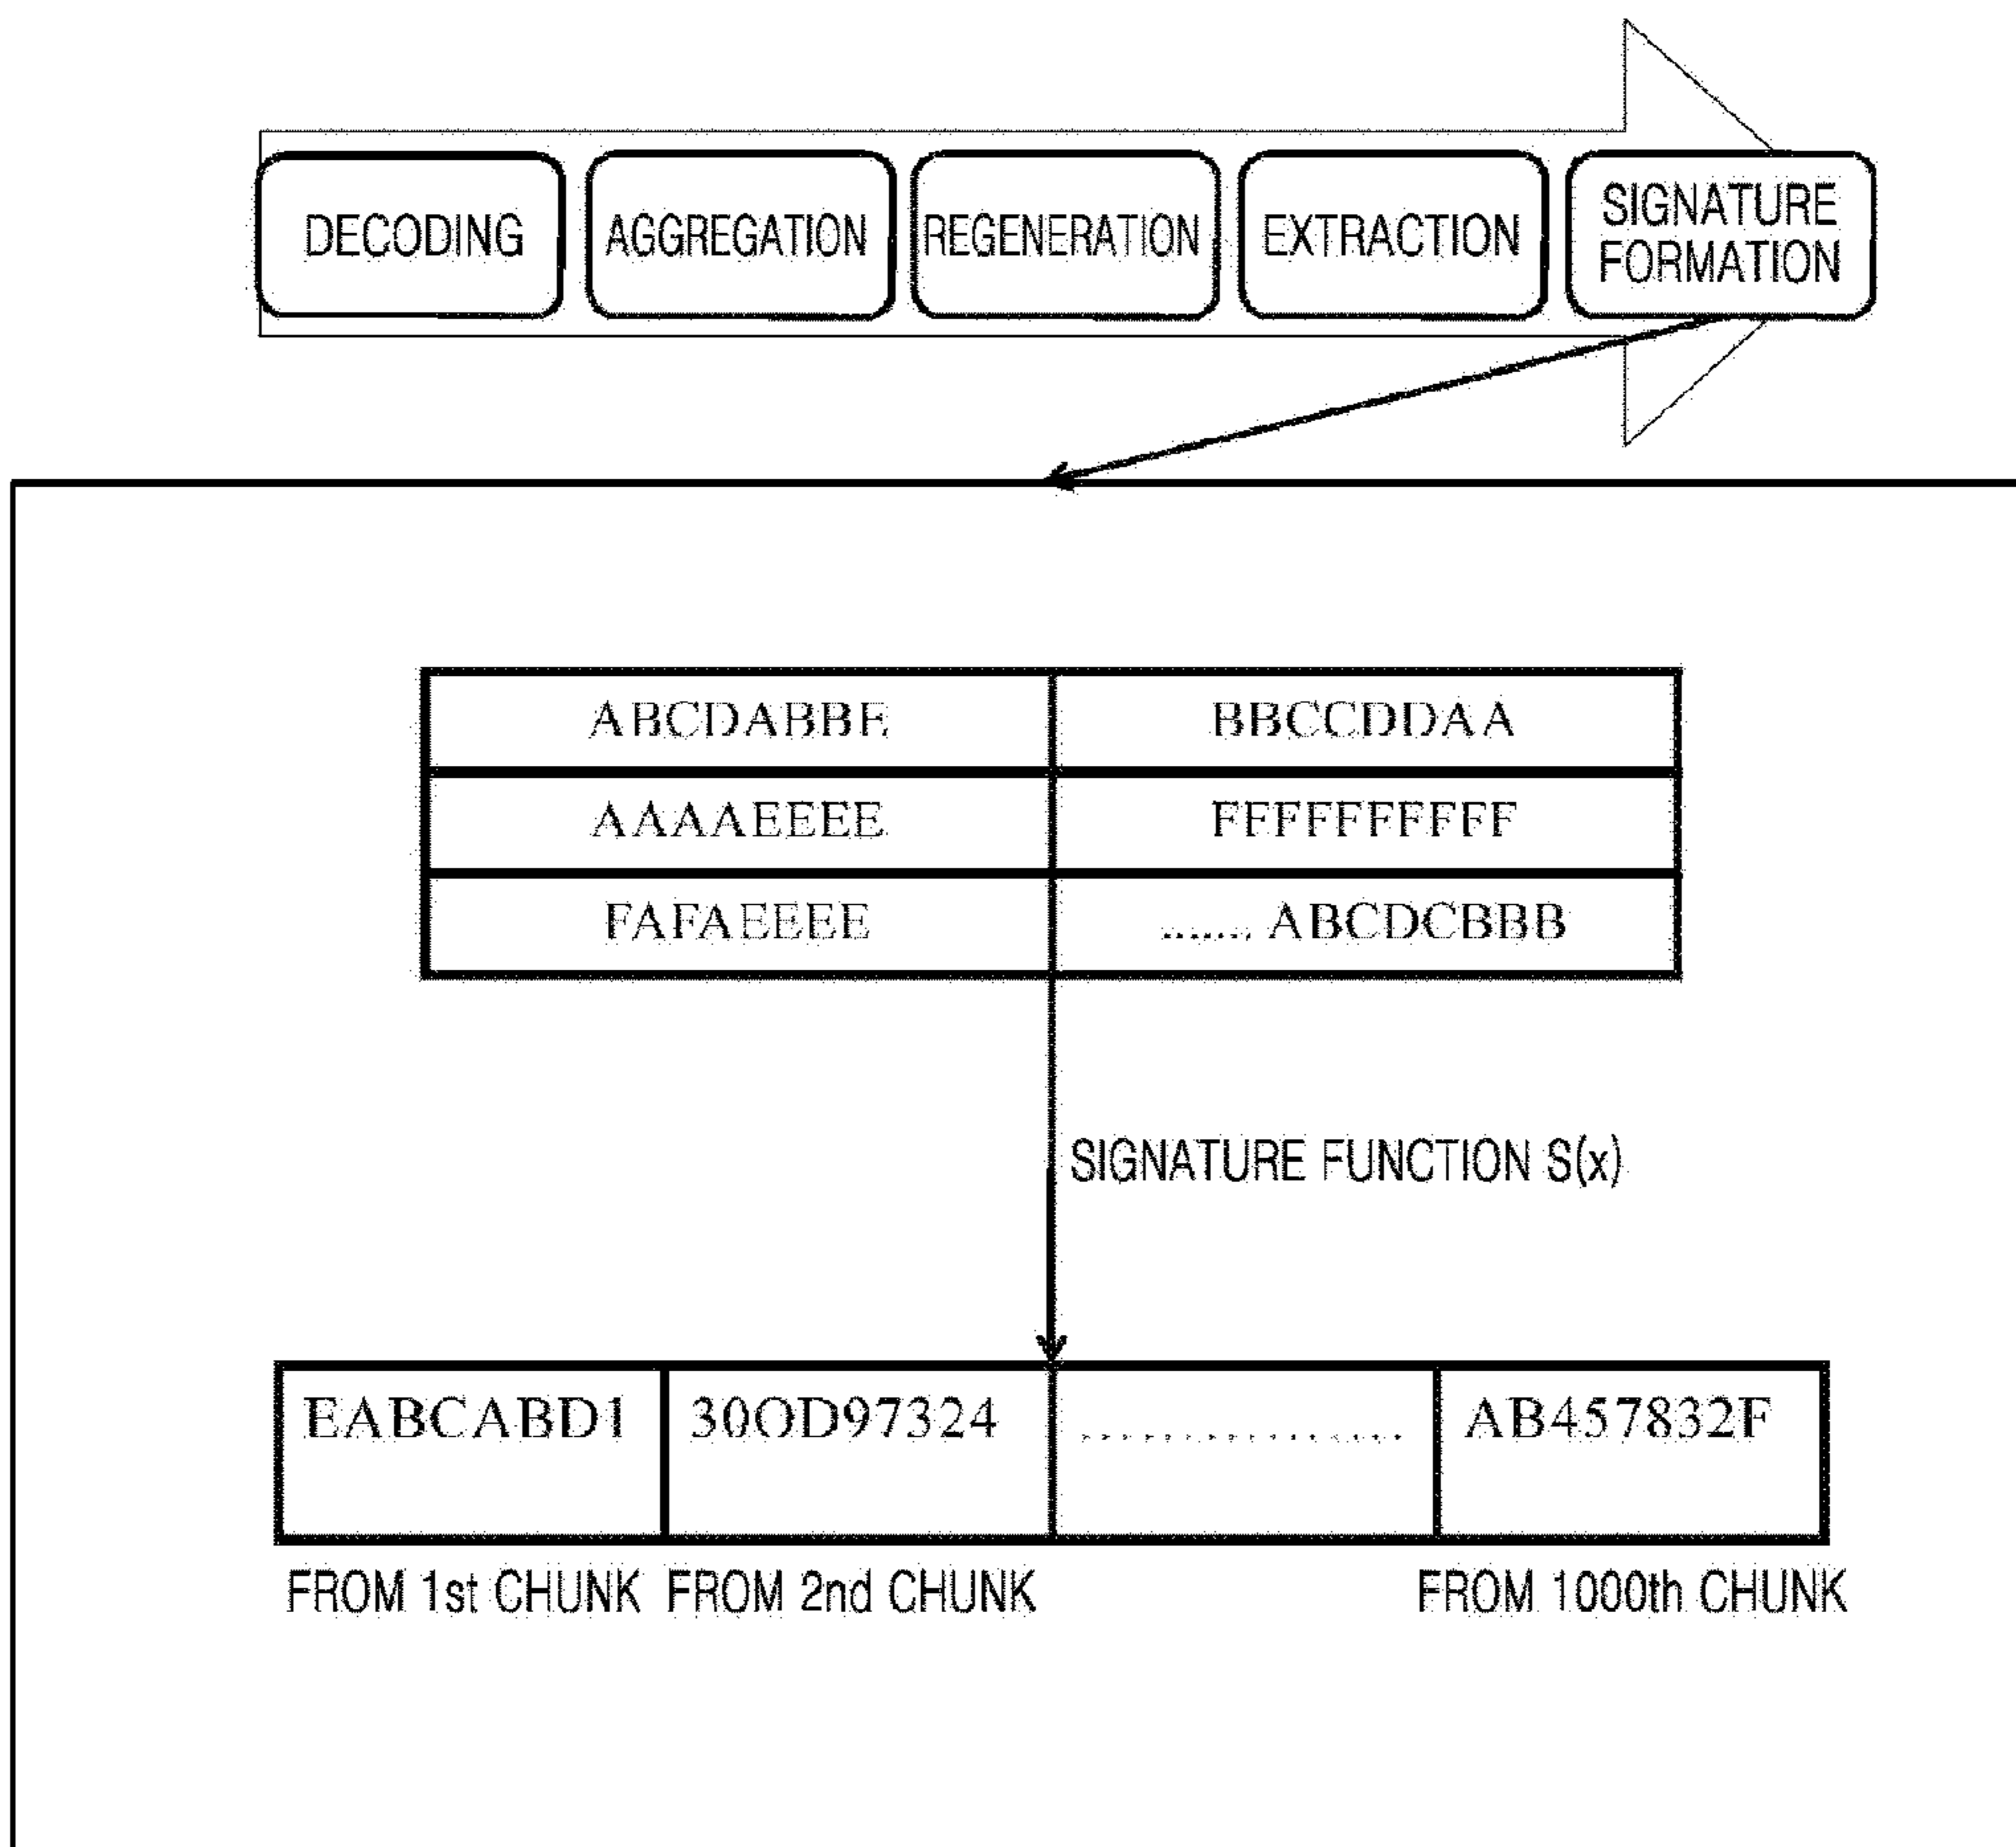 DECODING
AGGREGATION
REGENERATION
EXTRACTION
SIGNATURE
FORMATION
ABCDABBE
BBCCDDAA
AAAAEEEE
FFFFFFFFFF
FAFAEEEE
....... ABCDCBBB
SIGNATURE FUNCTION S(x)
EABCABD1
30OD97324
................
AB457832F
FROM 1st CHUNK
FROM 2nd CHUNK
FROM 1000th CHUNK